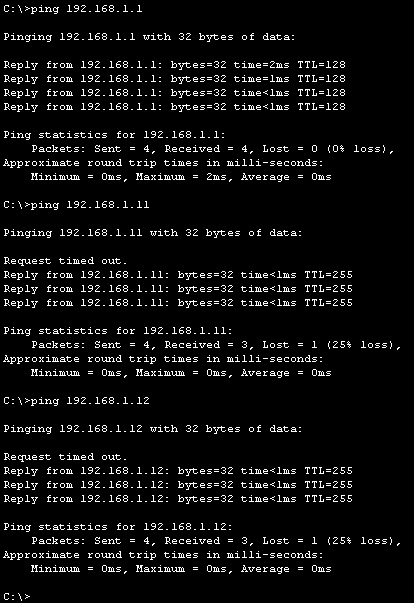 C:\>ping 192.168.1.1
Pinging 192.168.1.1 with 32 bytes of data:
Reply from 192.168.1.1: bytes=32 time=2ms TTL=128
Reply from 192.168.1.1: bytes=32 time=1ms TTL=128
Reply from 192.168.1.1: bytes=32 time<1ms TTL=128
Reply from 192.168.1.1: bytes=32 time<1ms TTL=128
Ping statistics for 192.168.1.1:
Packets: Sent = 4, Received = 4, Lost = 0 (0% loss),
Approximate round trip times in milli-seconds:
Minimum = 0ms, Maximum = 2ms, Average = 0ms
C:\>ping 192.168.1.11
Pinging 192.168.1.11 with 32 bytes of data:
Request timed out.
Reply from 192.168.1.11: bytes=32 time<1ms TTL=255
Reply from 192.168.1.11: bytes=32 time<1ms TTL=255
Reply from 192.168.1.11: bytes=32 time<1ms TTL=255
Ping statistics for 192.168.1.11:
Packets: Sent = 4, Received = 3, Lost = 1 (25% loss),
Approximate round trip times in milli-seconds:
Minimum = 0ms, Maximum = 0ms, Average = 0ms
C:\>ping 192.168.1.12
Pinging 192.168.1.12 with 32 bytes of data:
Request timed out.
Reply from 192.168.1.12: bytes=32 time<1ms TTL=255
Reply from 192.168.1.12: bytes=32 time<1ms TTL=255
Reply from 192.168.1.12: bytes=32 time<1ms TTL=255
Ping statistics for 192.168.1.12:
Packets: Sent = 4, Received = 3, Lost = 1 (25% loss),
Approximate round trip times in milli-seconds:
Minimum = 0ms, Maximum = 0ms, Average = 0ms
C:\>